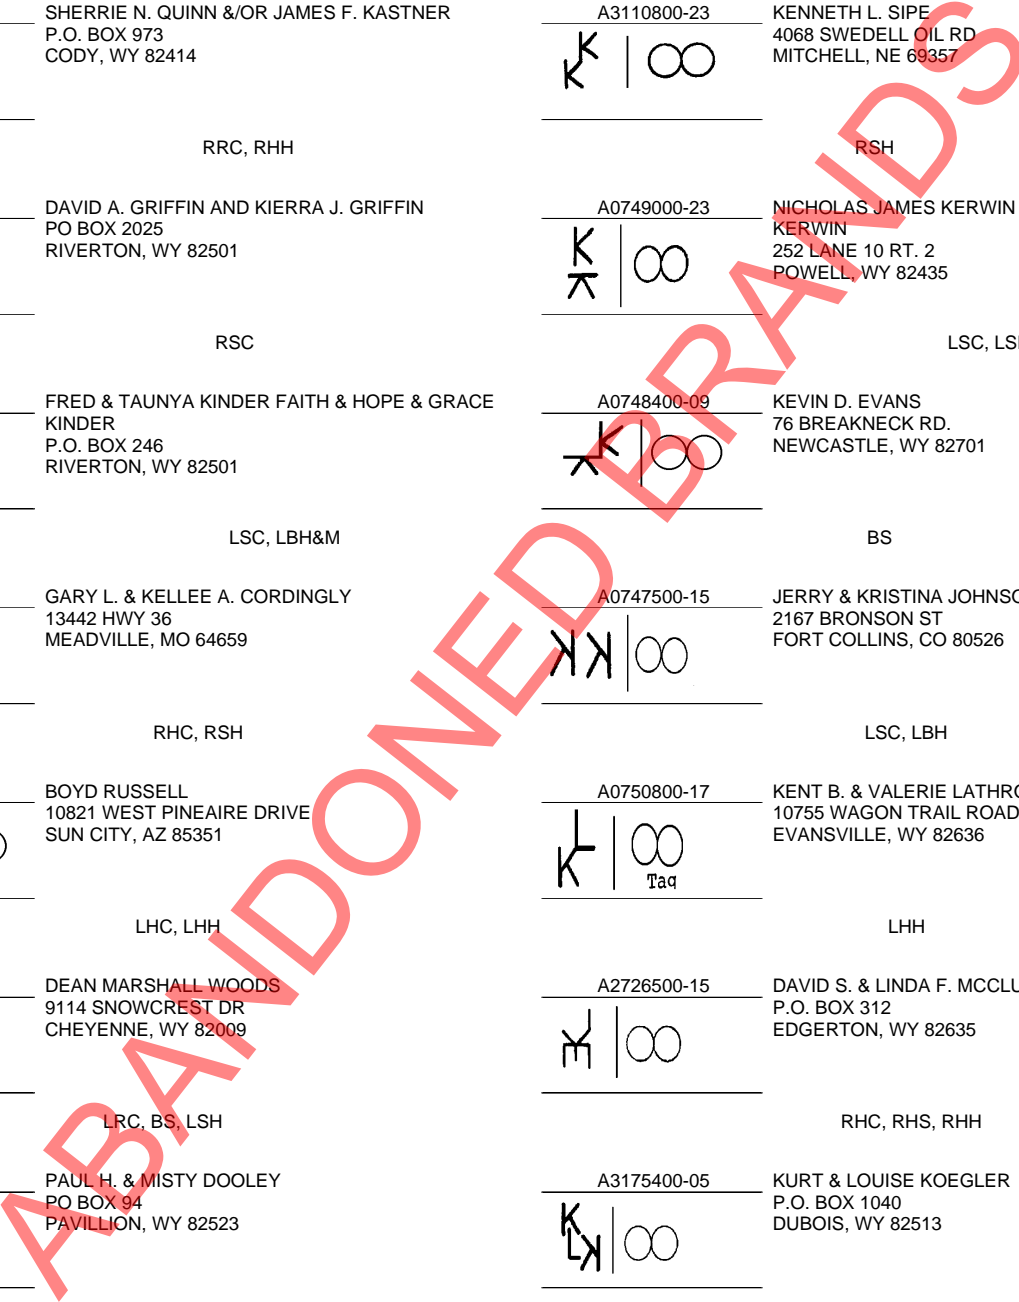 SHERRIE N. QUINN &/OR JAMES F. KASTNER
P.O. BOX 973
CODY, WY 82414
RRC, RHH
DAVID A. GRIFFIN AND KIERRA J. GRIFFIN
PO BOX 2025
RIVERTON, WY 82501
RSC
FRED & TAUNYA KINDER FAITH & HOPE & GRACE
KINDER
P.O. BOX 246
RIVERTON, WY 82501
LSC, LBH&M
GARY L. & KELLEE A. CORDINGLY
13442 HWY 36
MEADVILLE, MO 64659
RHC, RSH
BOYD RUSSELL
10821 WEST PINEAIRE DRIVE
SUN CITY, AZ 85351
LHC, LHH
DEAN MARSHALL WOODS
9114 SNOWCREST DR
CHEYENNE, WY 82009
LRC, BS, LSH
PAUL H. & MISTY DOOLEY
PO BOX 94
PAVILLION, WY 82523
A3110800-23
KENNETH L. SIPE
4068 SWEDELL OIL RD
MITCHELL, NE 69357
RSH
A0749000-23
NICHOLAS JAMES KERWIN
KERWIN
252 LANE 10 RT. 2
POWELL, WY 82435
LSC, LS
A0748400-09
KEVIN D. EVANS
76 BREAKNECK RD.
NEWCASTLE, WY 82701
BS
A0747500-15
JERRY & KRISTINA JOHNSO
2167 BRONSON ST
FORT COLLINS, CO 80526
LSC, LBH
A0750800-17
KENT B. & VALERIE LATHRO
10755 WAGON TRAIL ROAD
EVANSVILLE, WY 82636
Taq
LHH
A2726500-15
DAVID S. & LINDA F. MCCLU
P.O. BOX 312
EDGERTON, WY 82635
RHC, RHS, RHH
A3175400-05
KURT & LOUISE KOEGLER
P.O. BOX 1040
DUBOIS, WY 82513
ABANDONED BRANDS